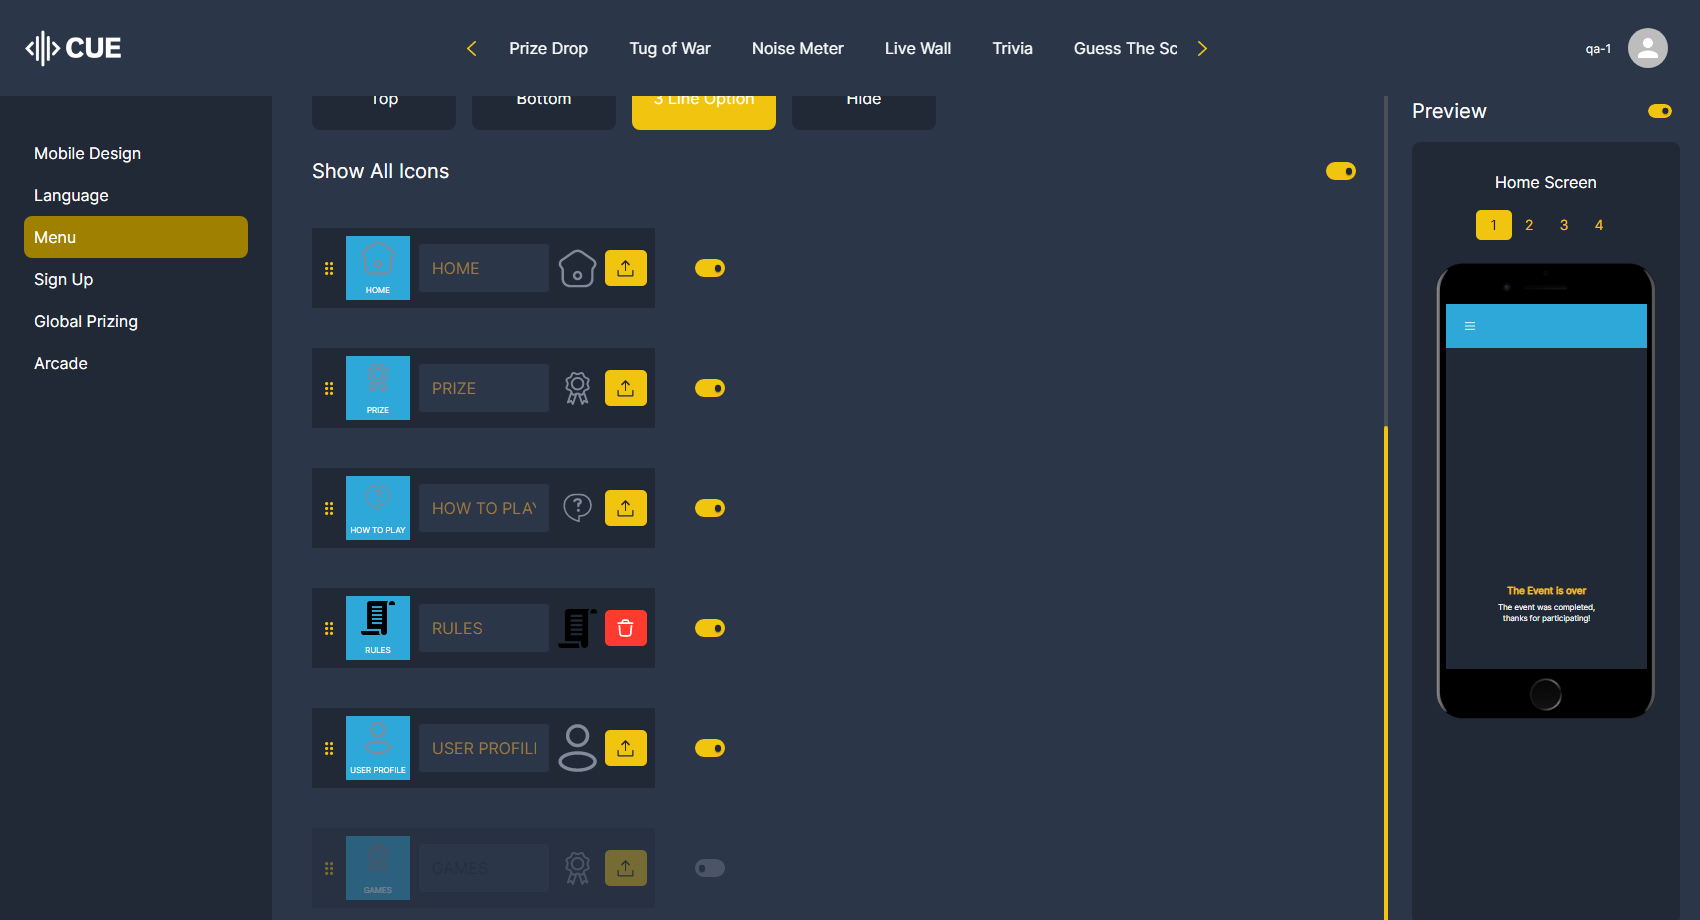 CUE
Prize Drop
Tug of War
Noise Meter
Live Wall
Trivia
Guess The Sc
qa-1
Mobile Design
Language
Menu
Sign Up
Global Prizing
Arcade
Top
Bottom
3 Line Option
Hide
Show All Icons
HOME
HOME
PRIZE
PRIZE
HOW TO PLAY
HOW TO PLAY
RULES
RULES
USER PROFILE
USER PROFILE
GAMES
GAMES
Preview
Home Screen
1 2 3 4
The Event is over
The event was completed,
thanks for participating!